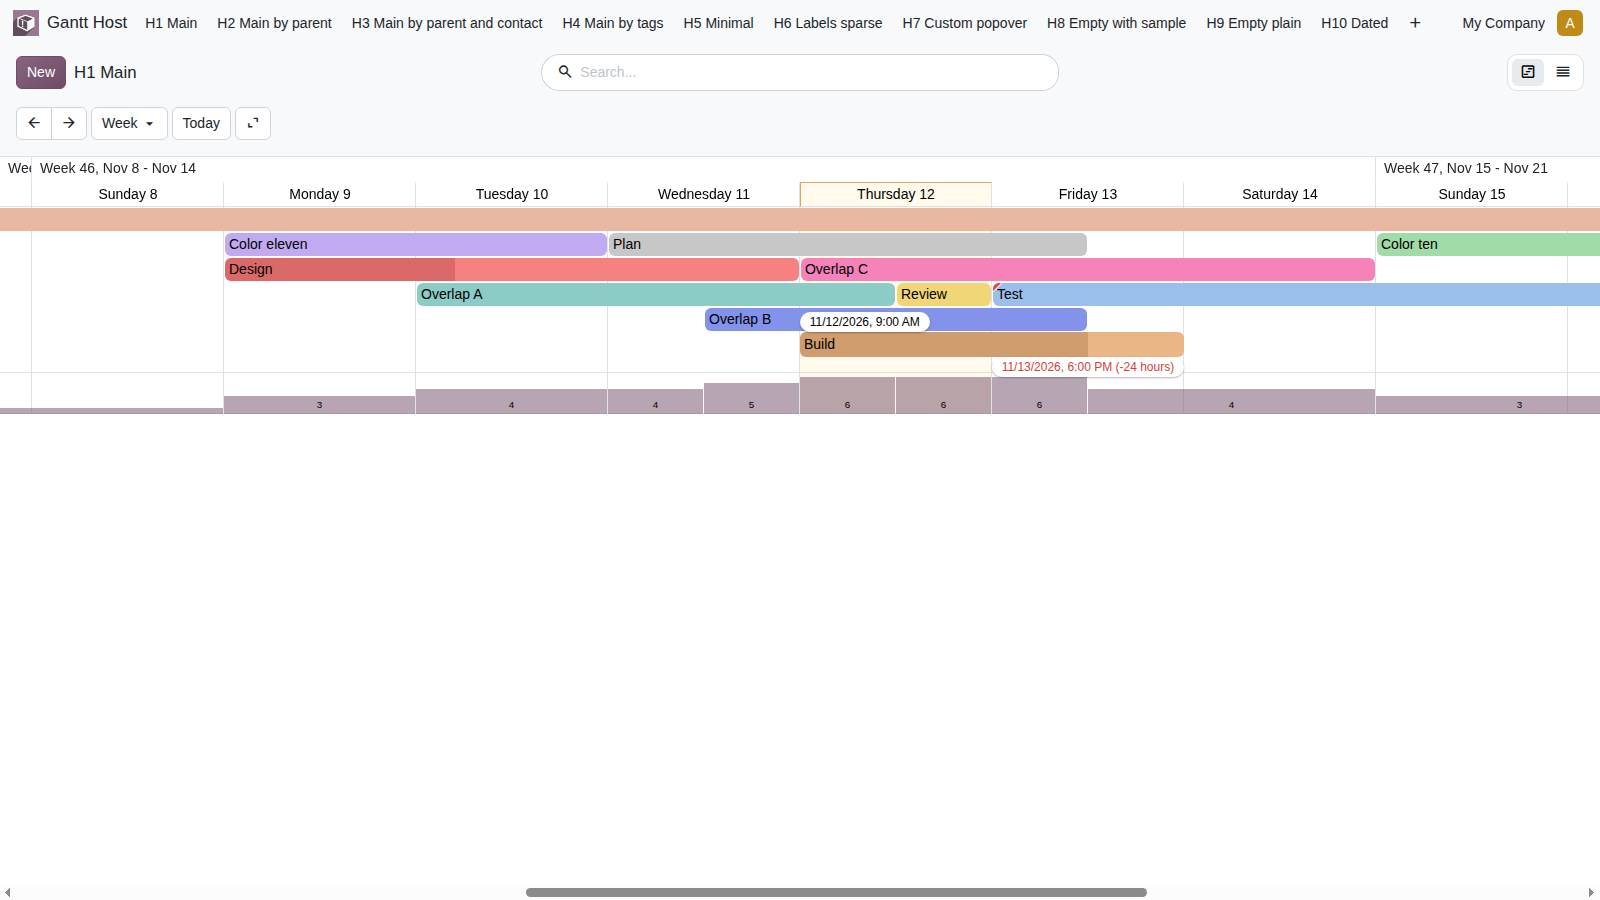 Gantt Host H1 Main H2 Main by parent H3 Main by parent and contact H4 Main by tags H5 Minimal H6 Labels sparse H7 Custom popover H8 Empty with sample H9 Empty plain H10 Dated + My Company A
New H1 Main Search...
Week Today
Wee Week 46, Nov 8 - Nov 14 Week 47, Nov 15 - Nov 21
Sunday 8 Monday 9 Tuesday 10 Wednesday 11 Thursday 12 Friday 13 Saturday 14 Sunday 15
Color eleven Plan Color ten
Design Overlap C
Overlap A Review Test
Overlap B 11/12/2026, 9:00 AM
Build
11/13/2026, 6:00 PM (-24 hours)
3 4 4 5 6 6 6 4 3